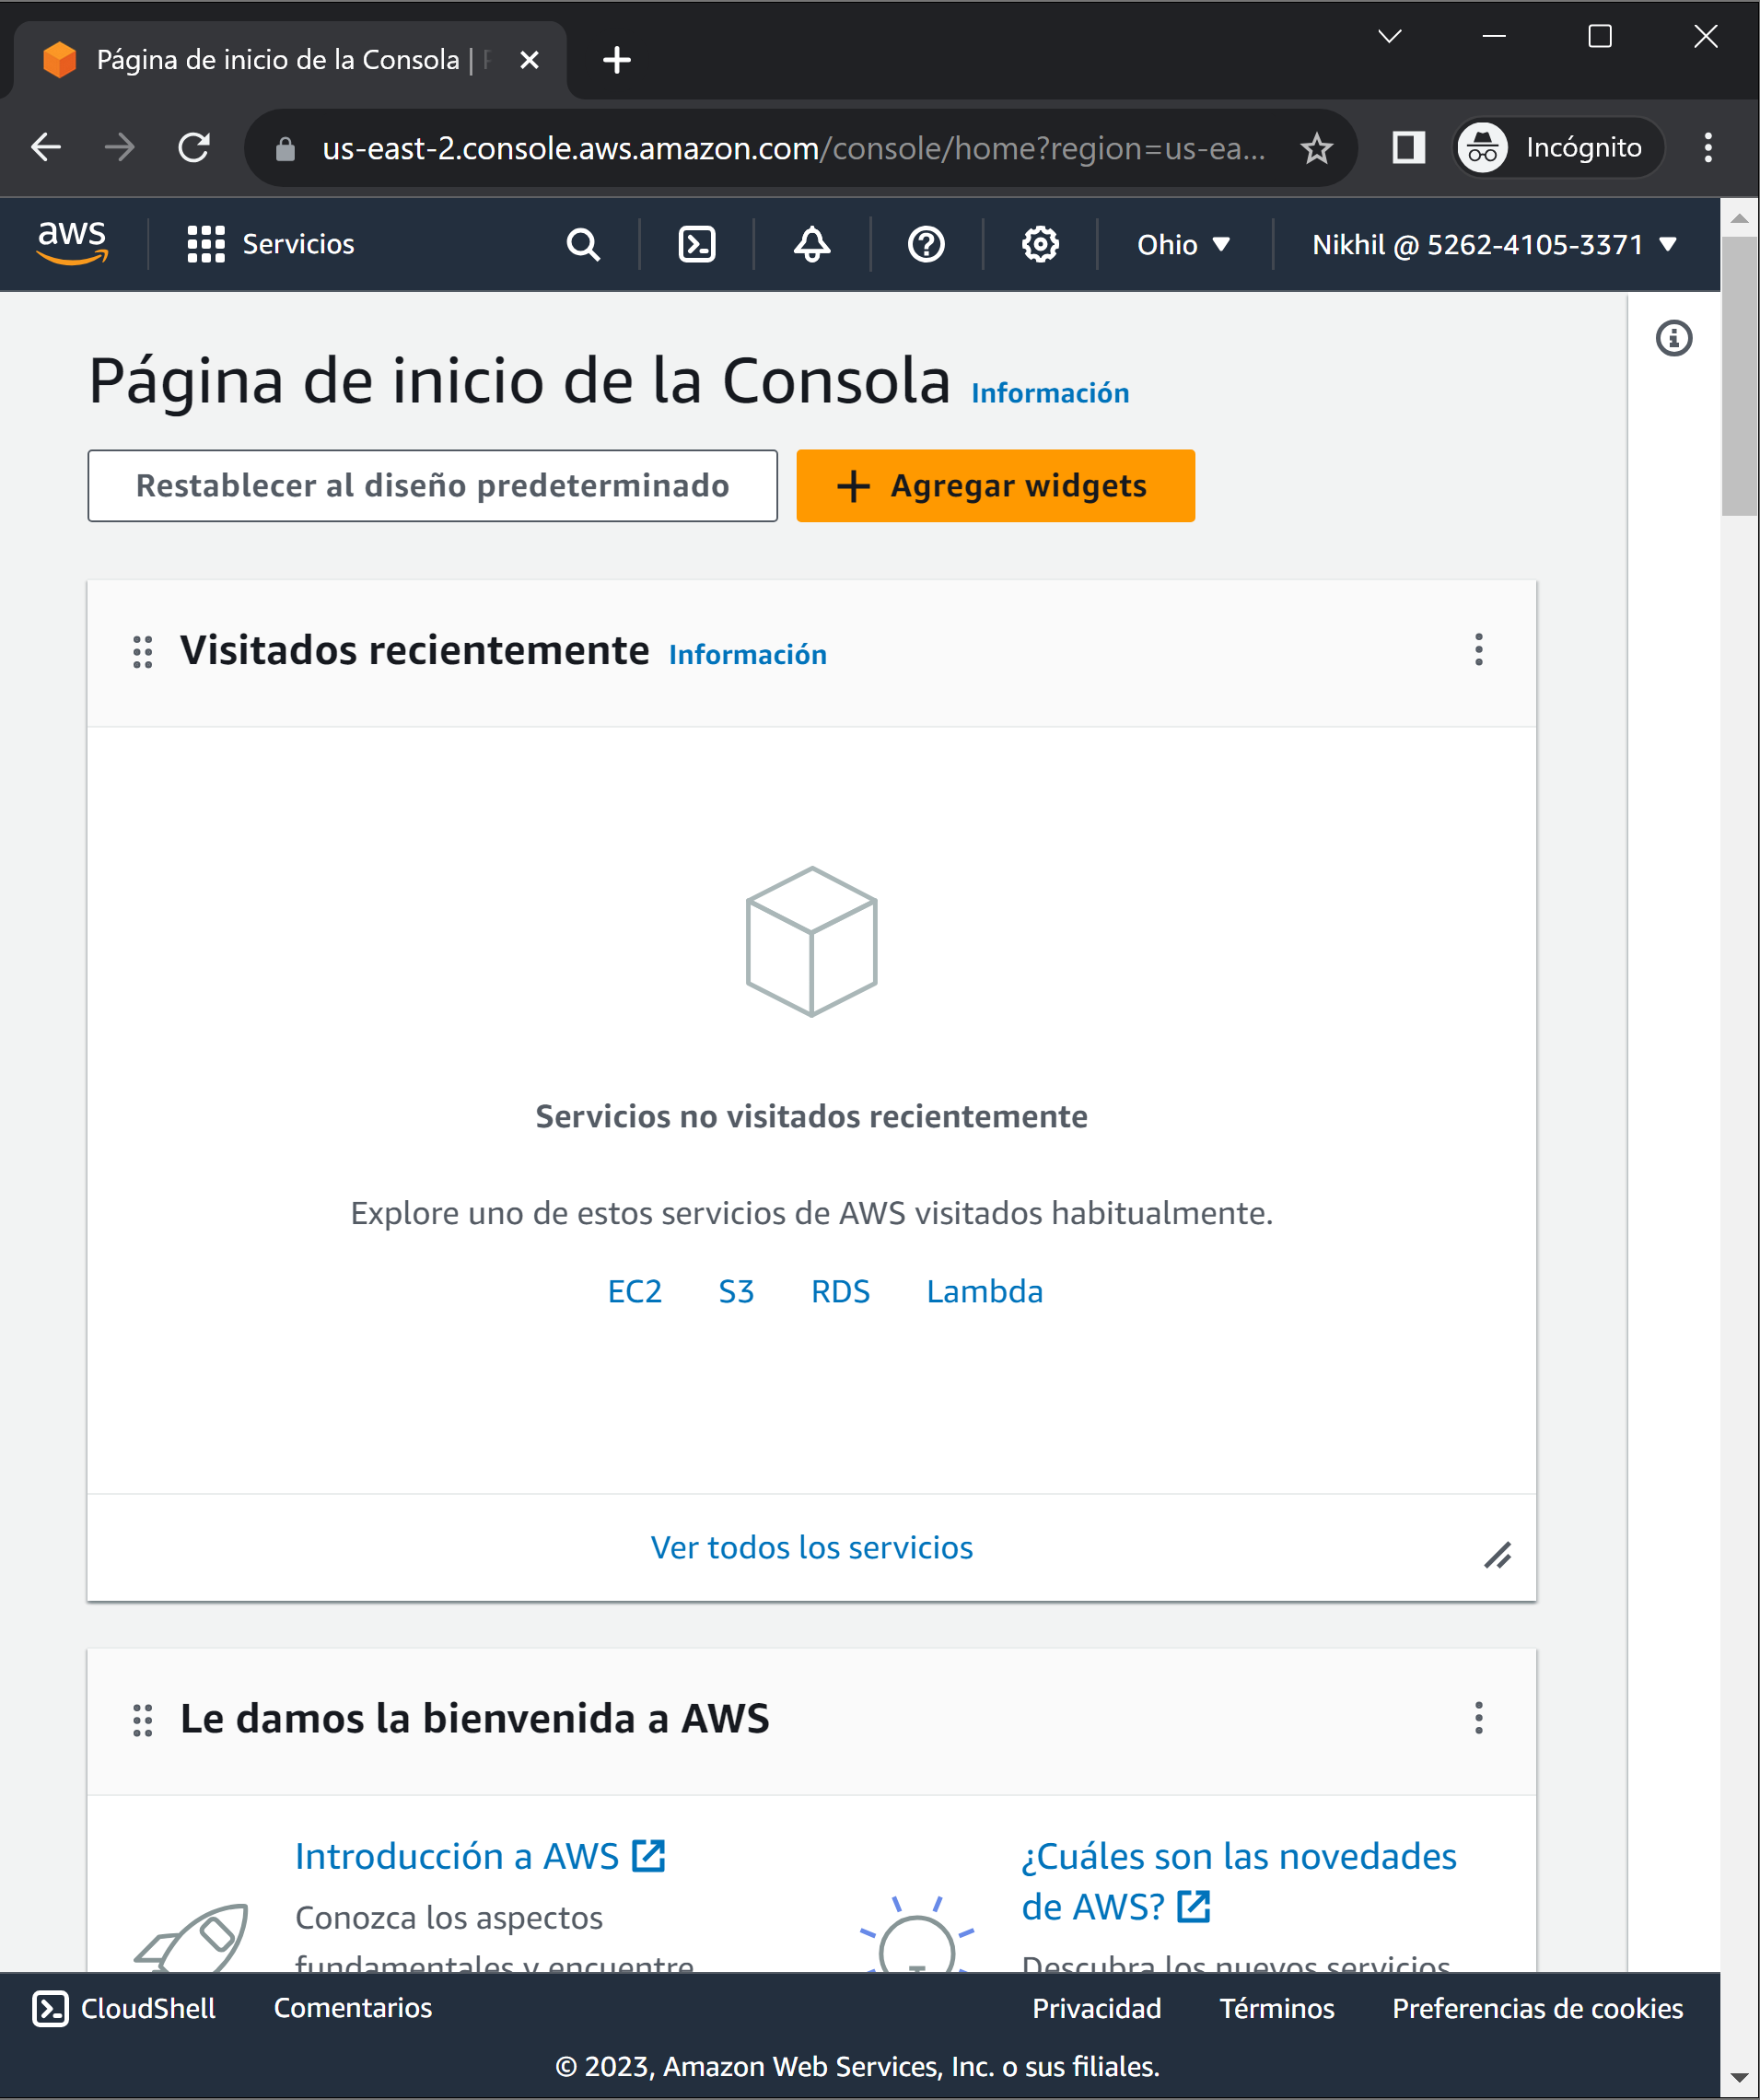 Página de inicio de la Consola |
us-east-2.console.aws.amazon.com/console/home?region=us-ea...
Incógnito
aws
Servicios
Ohio
Nikhil @ 5262-4105-3371
Página de inicio de la Consola Información
Restablecer al diseño predeterminado
Agregar widgets
Visitados recientemente Información
Servicios no visitados recientemente
Explore uno de estos servicios de AWS visitados habitualmente.
EC2 S3 RDS Lambda
Ver todos los servicios
Le damos la bienvenida a AWS
Introducción a AWS
Conozca los aspectos
fundamentales y encuentre
¿Cuáles son las novedades
de AWS?
Descubra los nuevos servicios
CloudShell
Comentarios
Privacidad
Términos
Preferencias de cookies
© 2023, Amazon Web Services, Inc. o sus filiales.